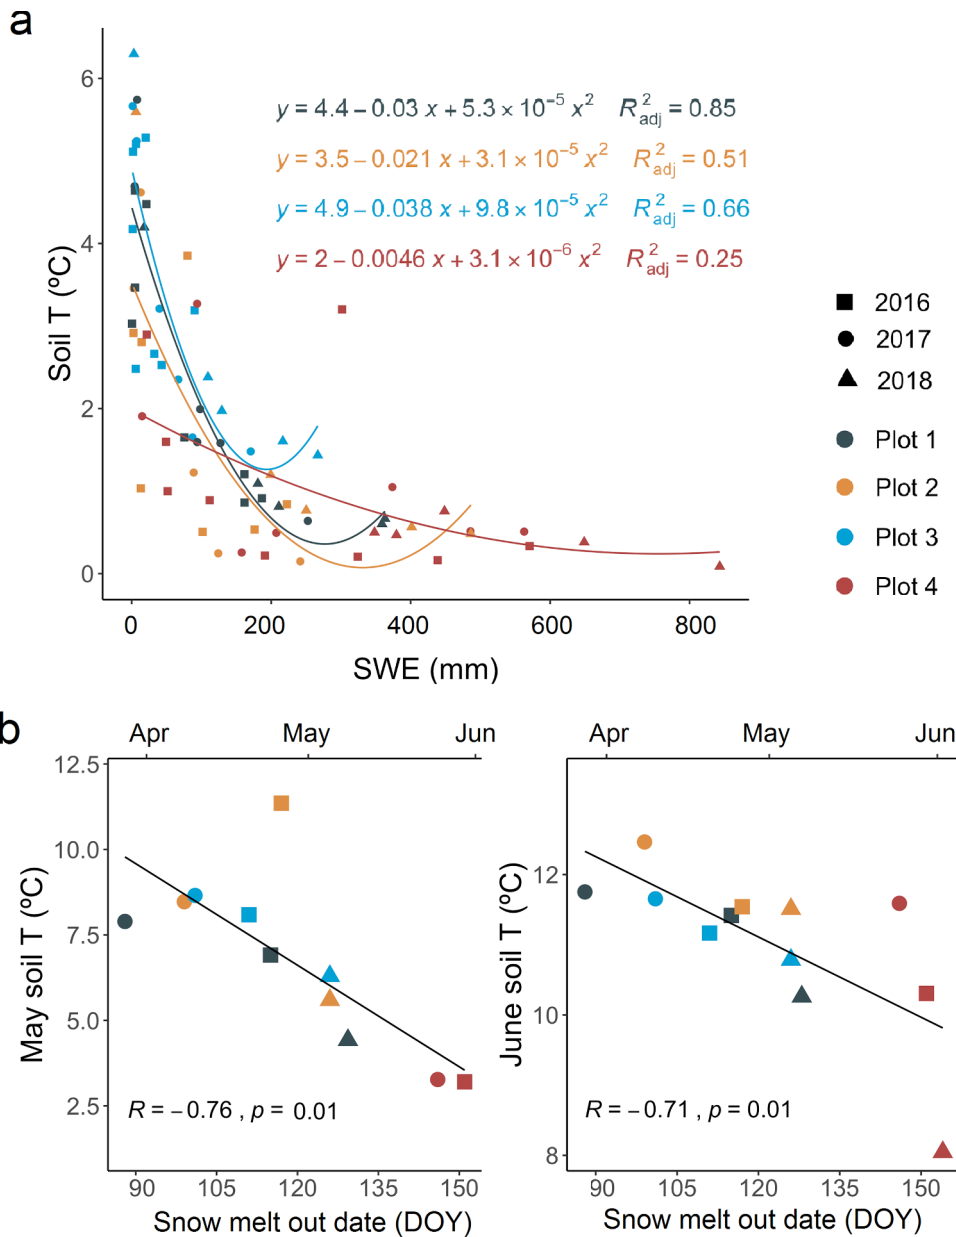 a
y = 4.4 – 0.03 x + 5.3 × 10⁻⁵ x² R²adj = 0.85
y = 3.5 – 0.021 x + 3.1 × 10⁻⁵ x² R²adj = 0.51
y = 4.9 – 0.038 x + 9.8 × 10⁻⁵ x² R²adj = 0.66
y = 2 – 0.0046 x + 3.1 × 10⁻⁶ x² R²adj = 0.25
6
4
2
0
Soil T (ºC)
0 200 400 600 800
SWE (mm)
2016
2017
2018
Plot 1
Plot 2
Plot 3
Plot 4
b
Apr May Jun
12.5
10.0
7.5
5.0
2.5
May soil T (ºC)
R = – 0.76 , p = 0.01
90 105 120 135 150
Snow melt out date (DOY)
Apr May Jun
12
10
8
June soil T (ºC)
R = – 0.71 , p = 0.01
90 105 120 135 150
Snow melt out date (DOY)